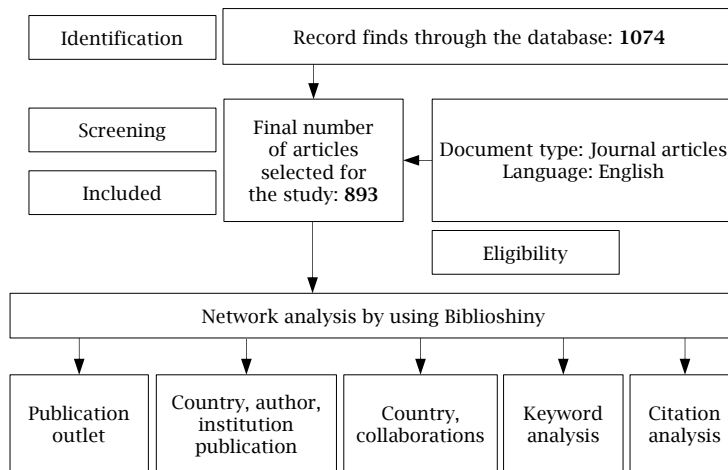 Identification
Record finds through the database: 1074
Screening
Included
Final number
of articles
selected for
the study: 893
Document type: Journal articles
Language: English
Eligibility
Network analysis by using Biblioshiny
Publication
outlet
Country, author,
institution
publication
Country,
collaborations
Keyword
analysis
Citation
analysis